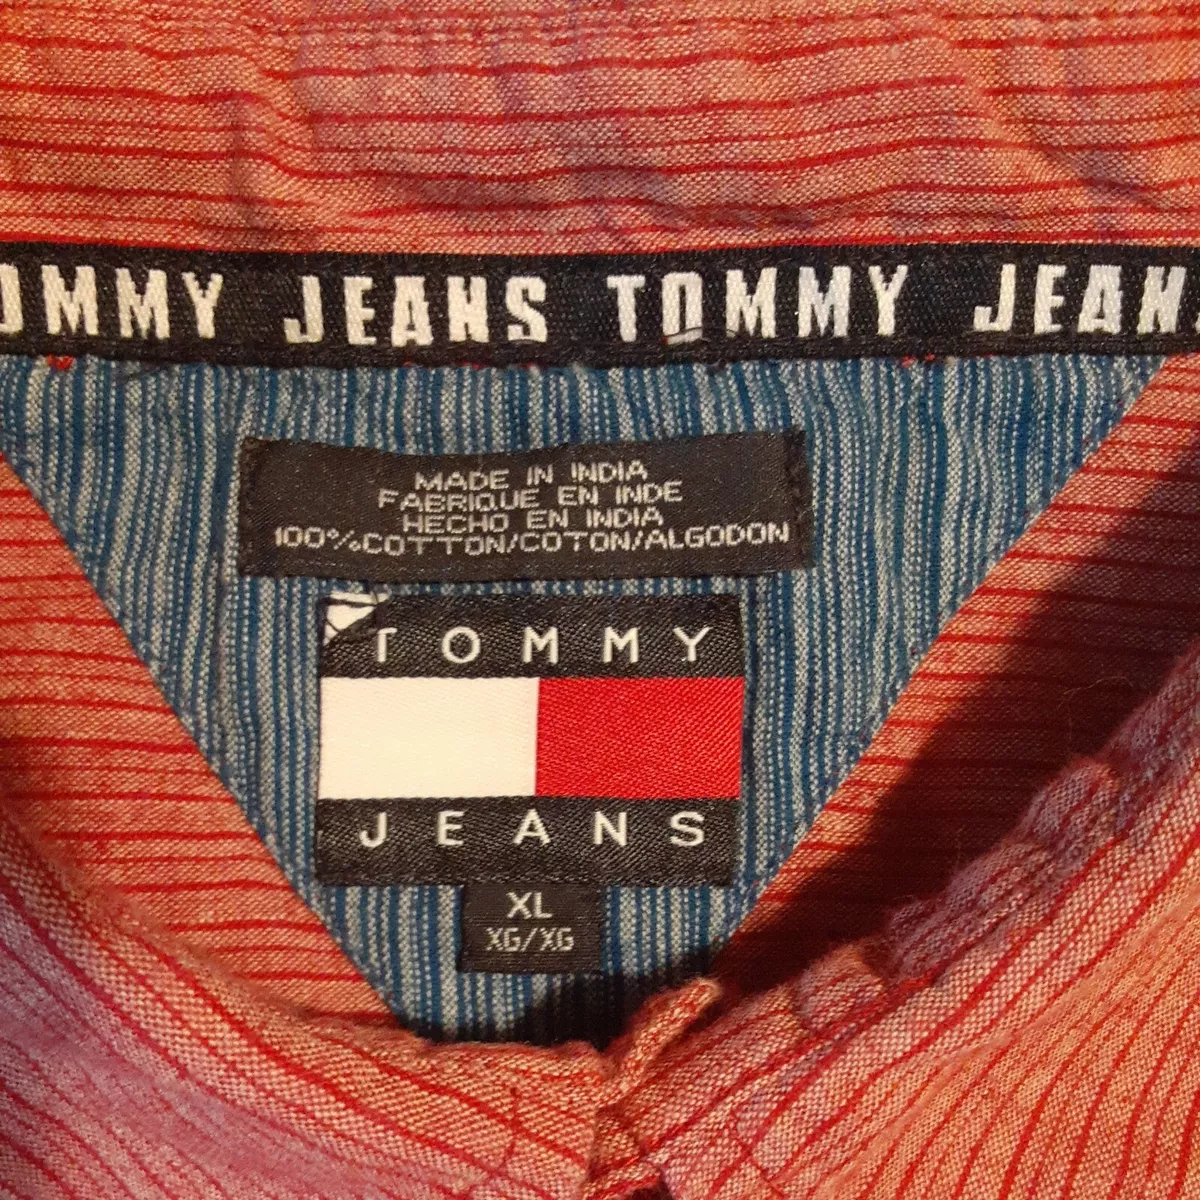 OMMY JEANS TOMMY JEAN
MADE IN INDIA
FABRIQUE EN INDE
HECHO EN INDIA
100%COTTON/COTON/ALGODON
TOMMY
JEANS
XL
XG/XG